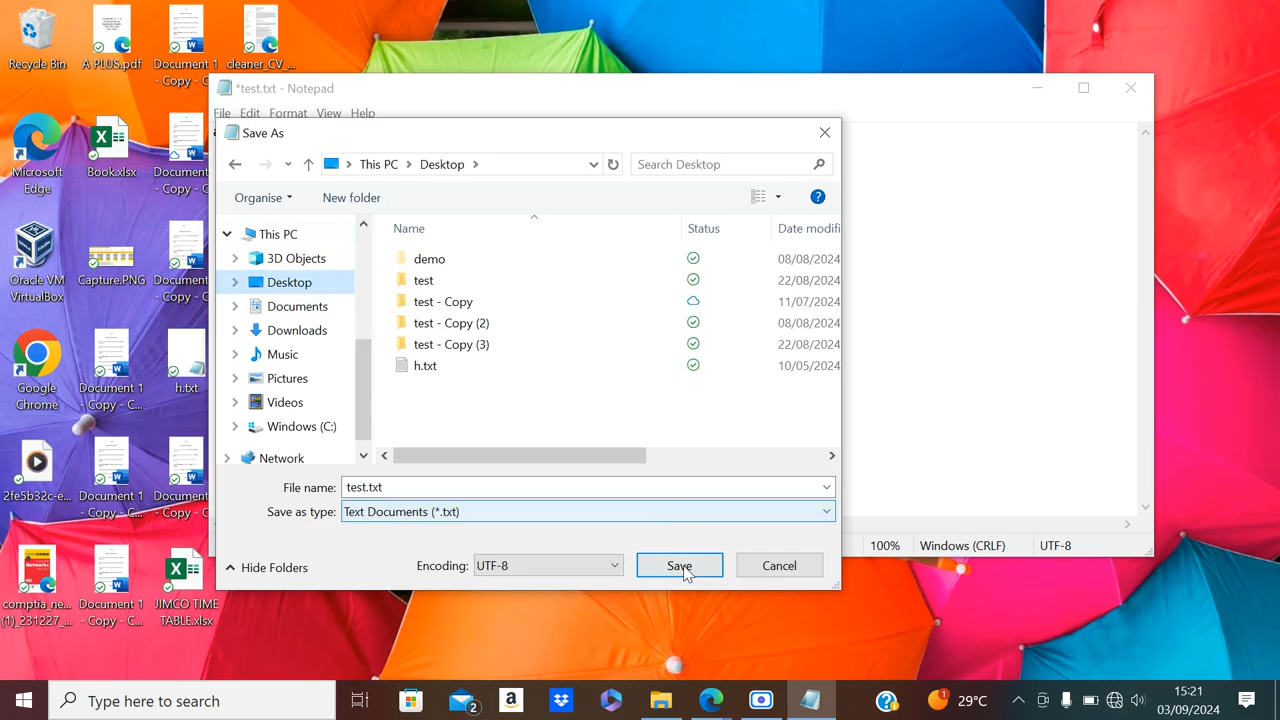 Recycle Bin
A PLUS.pdf
Document 1
- Copy - C...
cleaner_CV_...
Microsoft
Edge
Book.xlsx
Document
- Copy - C
Oracle VM
VirtualBox
Capture.PNG
Document
- Copy - C
Google
Chrome
Document 1
- Copy - C...
h.txt
2fe5b32c-e...
Document 1
- Copy - C...
Document 1
- Copy - C...
comptia_ne...
(1)_231227_...
Document 1
- Copy - C...
JIMCO TIME
TABLE.xlsx
*test.txt - Notepad
File Edit Format View Help
Save As
This PC Desktop
Search Desktop
Organise New folder
This PC
3D Objects
Desktop
Documents
Downloads
Music
Pictures
Videos
Windows (C:)
Network
Name Status Date modifi
demo 08/08/2024
test 22/08/2024
test - Copy 11/07/2024
test - Copy (2) 08/08/2024
test - Copy (3) 22/08/2024
h.txt 10/05/2024
File name: test.txt
Save as type: Text Documents (*.txt)
Hide Folders Encoding: UTF-8 Save Cancel
100% Windows (CRLF) UTF-8
Type here to search
2
1
29°C
15:21
03/09/2024